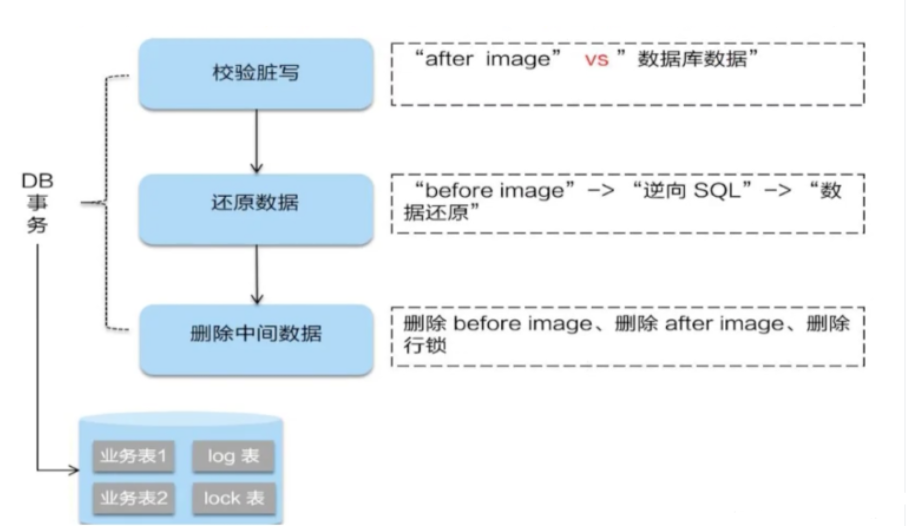 校验脏写
“after image” vs ”数据库数据”
DB
事
务
还原数据
“before image”–> “逆向 SQL”–> “数
据还原”
删除中间数据
删除 before image、删除 after image、删除
行锁
业务表1
log 表
业务表2
lock 表